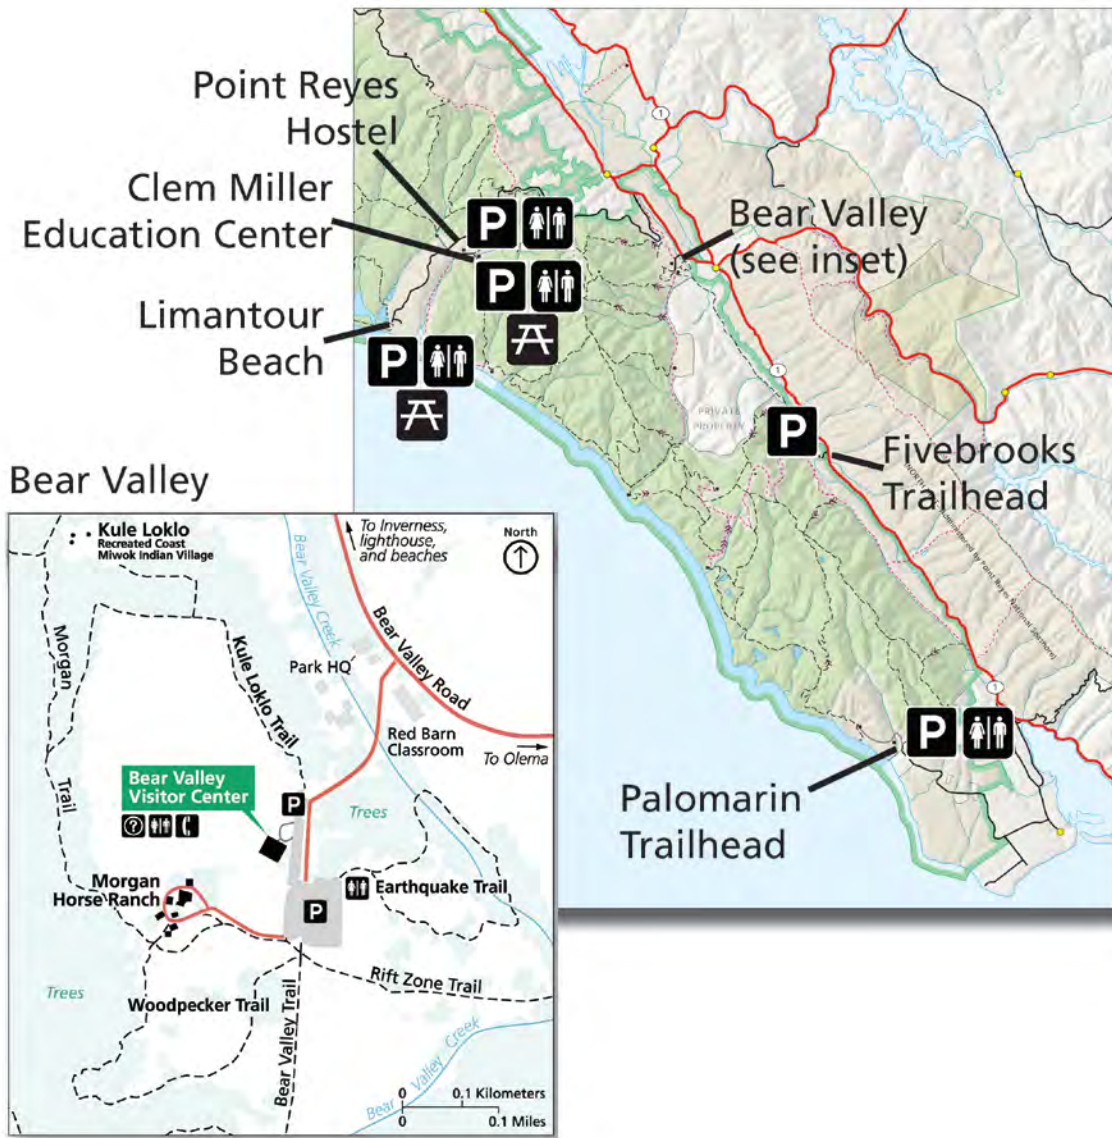 Point Reyes
Hostel
Clem Miller
Education Center
Limantour
Beach
P
P
P
1
Bear Valley
(see inset)
1
PRIVATE
PROPERTY
P
Fivebrooks
Trailhead
1
P
Palomarin
Trailhead
Bear Valley
Kule Loklo
Recreated Coast
Miwok Indian Village
To Inverness,
lighthouse,
and beaches
North
Bear Valley Creek
Bear Valley Road
Morgan
Trail
Kule Loklo Trail
Park HQ
Red Barn
Classroom
To Olema
Bear Valley
Visitor Center
?
P
Trees
Morgan
Horse Ranch
P
Earthquake Trail
Rift Zone Trail
Trees
Woodpecker Trail
Bear Valley Trail
Bear Valley Creek
0 0.1 Kilometers
0 0.1 Miles